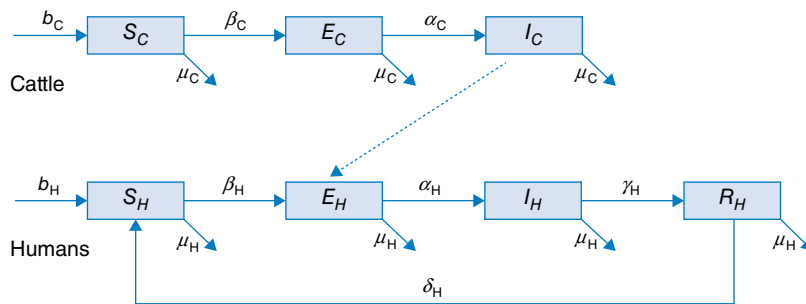 b_C S_C β_C E_C α_C I_C
μ_C μ_C μ_C
Cattle
b_H S_H β_H E_H α_H I_H γ_H R_H
μ_H μ_H μ_H μ_H
Humans
δ_H